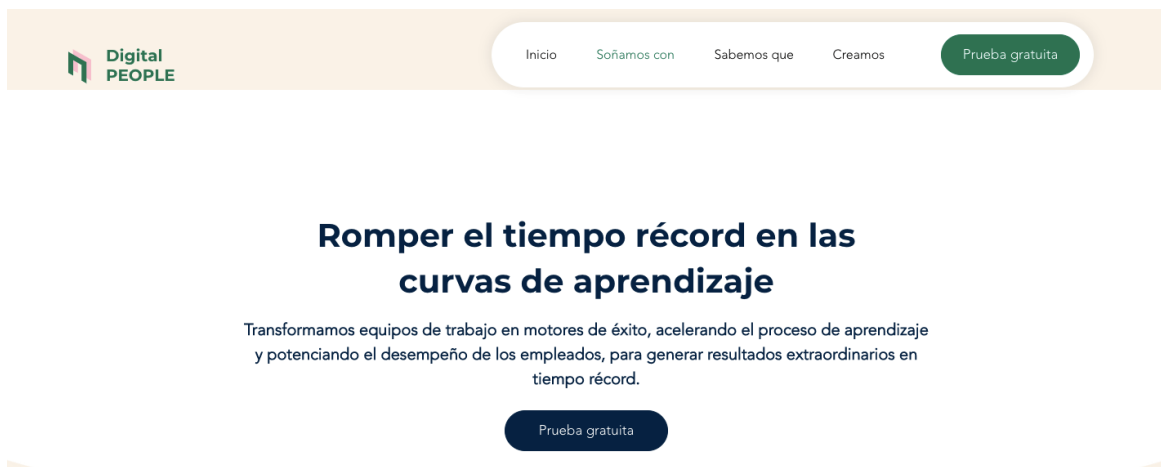 Digital
PEOPLE
Inicio Soñamos con Sabemos que Creamos Prueba gratuita
Romper el tiempo récord en las
curvas de aprendizaje
Transformamos equipos de trabajo en motores de éxito, acelerando el proceso de aprendizaje
y potenciando el desempeño de los empleados, para generar resultados extraordinarios en
tiempo récord.
Prueba gratuita